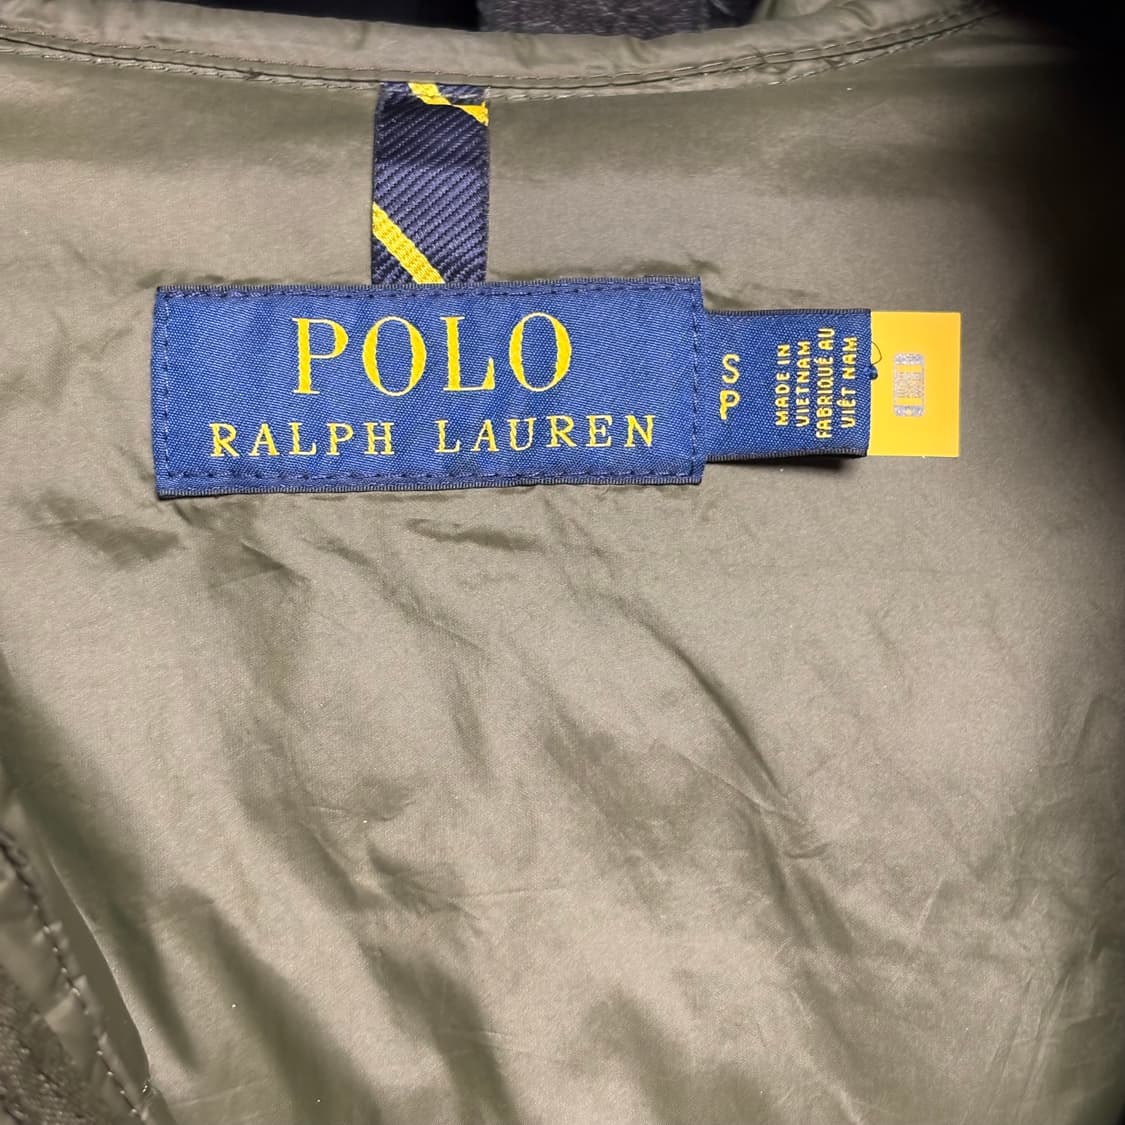 POLO
RALPH LAUREN
S
P
MADE IN
VIETNAM
FABRIQUÉ AU
VIÊT NAM